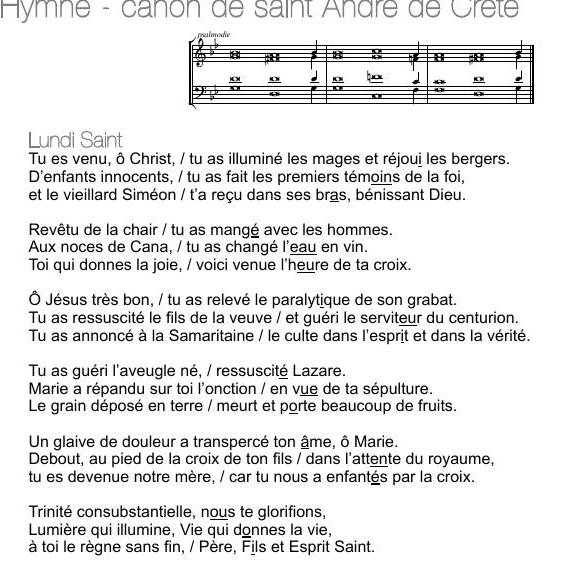 Hymne - canon de saint André de Crète
psalmodie
Lundi Saint
Tu es venu, ô Christ, / tu as illuminé les mages et réjoui les bergers.
D'enfants innocents, / tu as fait les premiers témoins de la foi,
et le vieillard Siméon / t'a reçu dans ses bras, bénissant Dieu.
Revêtu de la chair / tu as mangé avec les hommes.
Aux noces de Cana, / tu as changé l'eau en vin.
Toi qui donnes la joie, / voici venue l'heure de ta croix.
Ô Jésus très bon, / tu as relevé le paralytique de son grabat.
Tu as ressuscité le fils de la veuve / et guéri le serviteur du centurion.
Tu as annoncé à la Samaritaine / le culte dans l'esprit et dans la vérité.
Tu as guéri l'aveugle né, / ressuscité Lazare.
Marie a répandu sur toi l'onction / en vue de ta sépulture.
Le grain déposé en terre / meurt et porte beaucoup de fruits.
Un glaive de douleur a transpercé ton âme, ô Marie.
Debout, au pied de la croix de ton fils / dans l'attente du royaume,
tu es devenue notre mère, / car tu nous a enfantés par la croix.
Trinité consubstantielle, nous te glorifions,
Lumière qui illumine, Vie qui donnes la vie,
à toi le règne sans fin, / Père, Fils et Esprit Saint.